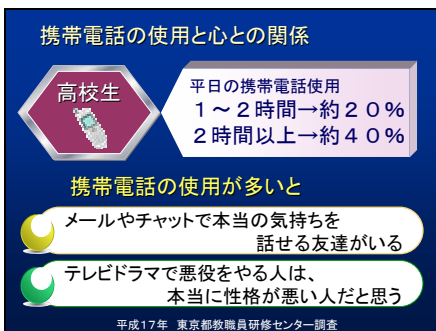 携帯電話の使用と心との関係
高校生
平日の携帯電話使用
１～２時間→約２０％
２時間以上→約４０％
携帯電話の使用が多いと
メールやチャットで本当の気持ちを
話せる友達がいる
テレビドラマで悪役をやる人は、
本当に性格が悪い人だと思う
平成17年 東京都教職員研修センター調査